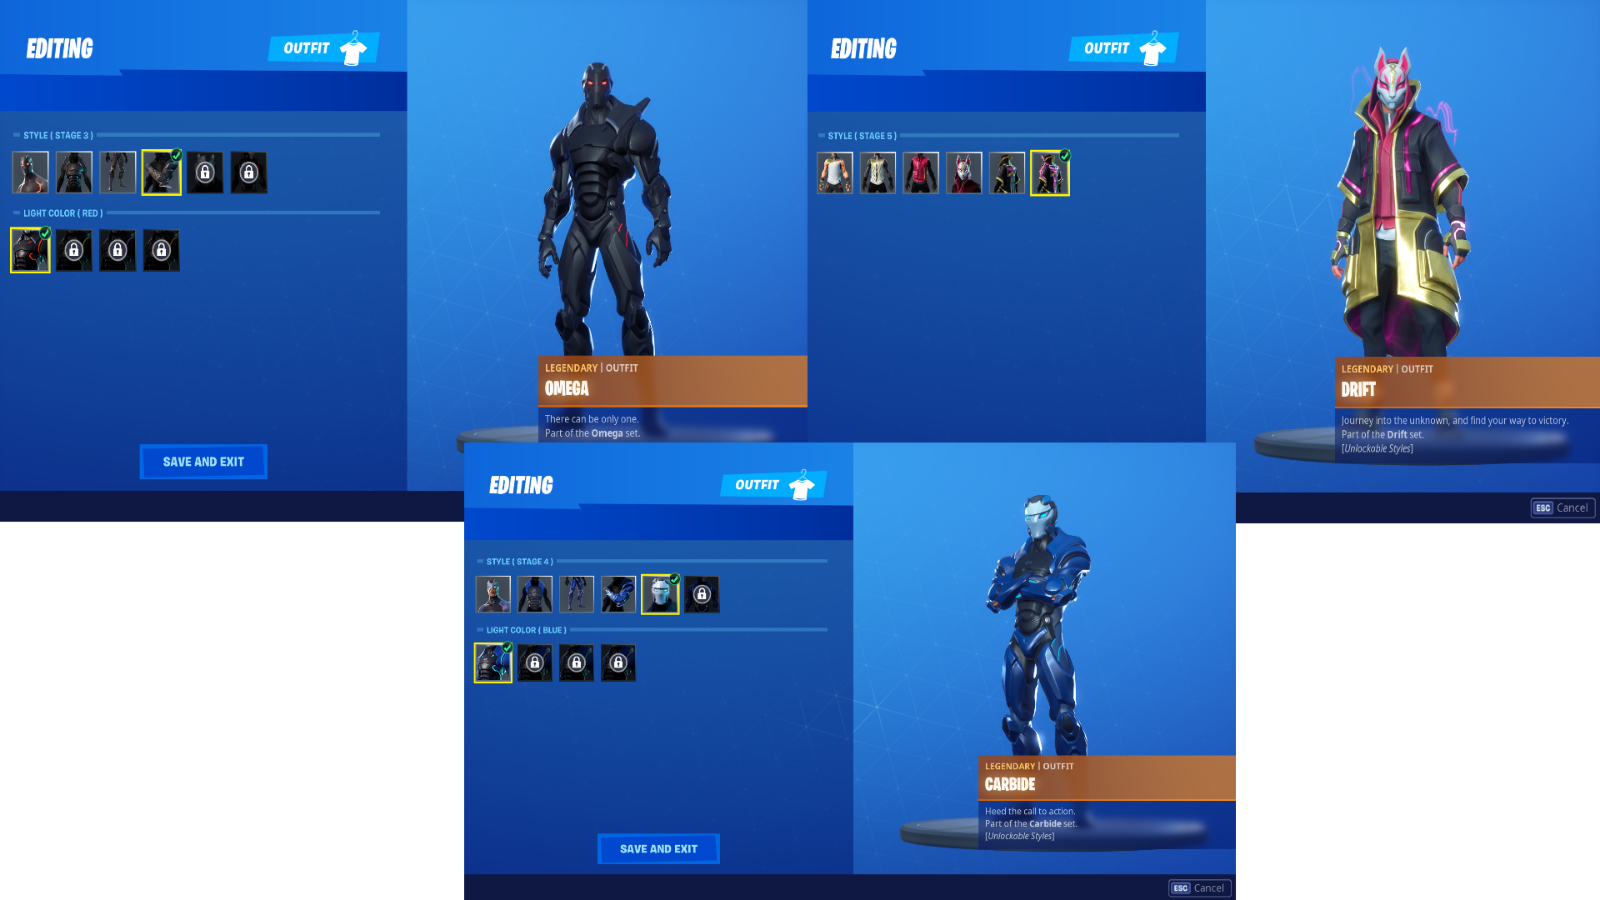 EDITING
OUTFIT
STYLE ( STAGE 3 )
LIGHT COLOR ( RED )
SAVE AND EXIT
LEGENDARY | OUTFIT
OMEGA
There can be only one.
Part of the Omega set.
EDITING
OUTFIT
STYLE ( STAGE 5 )
LEGENDARY | OUTFIT
DRIFT
Journey into the unknown, and find your way to victory.
Part of the Drift set.
[Unlockable Styles]
ESC Cancel
EDITING
OUTFIT
STYLE ( STAGE 4 )
LIGHT COLOR ( BLUE )
SAVE AND EXIT
LEGENDARY | OUTFIT
CARBIDE
Heed the call to action.
Part of the Carbide set.
[Unlockable Styles]
ESC Cancel